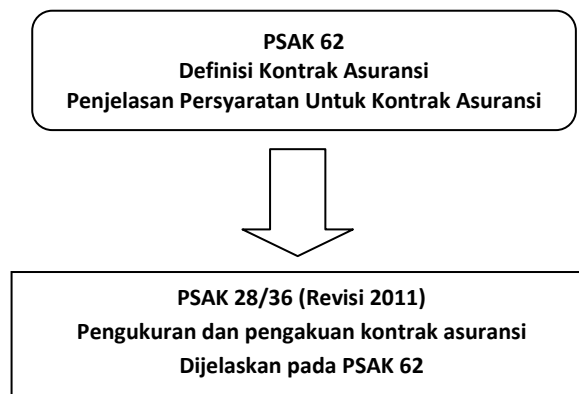 PSAK 62
Definisi Kontrak Asuransi
Penjelasan Persyaratan Untuk Kontrak Asuransi
PSAK 28/36 (Revisi 2011)
Pengukuran dan pengakuan kontrak asuransi
Dijelaskan pada PSAK 62